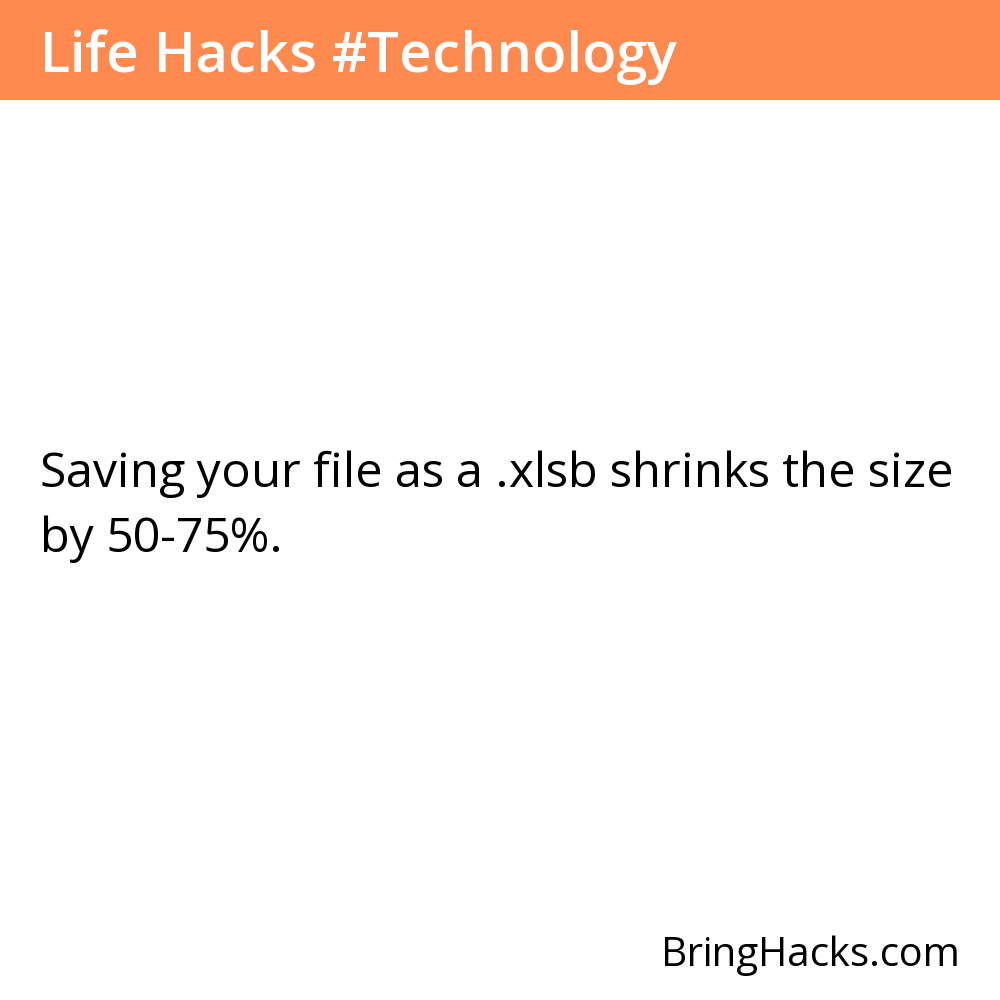 Life Hacks #Technology
Saving your file as a .xlsb shrinks the size
by 50-75%.
BringHacks.com